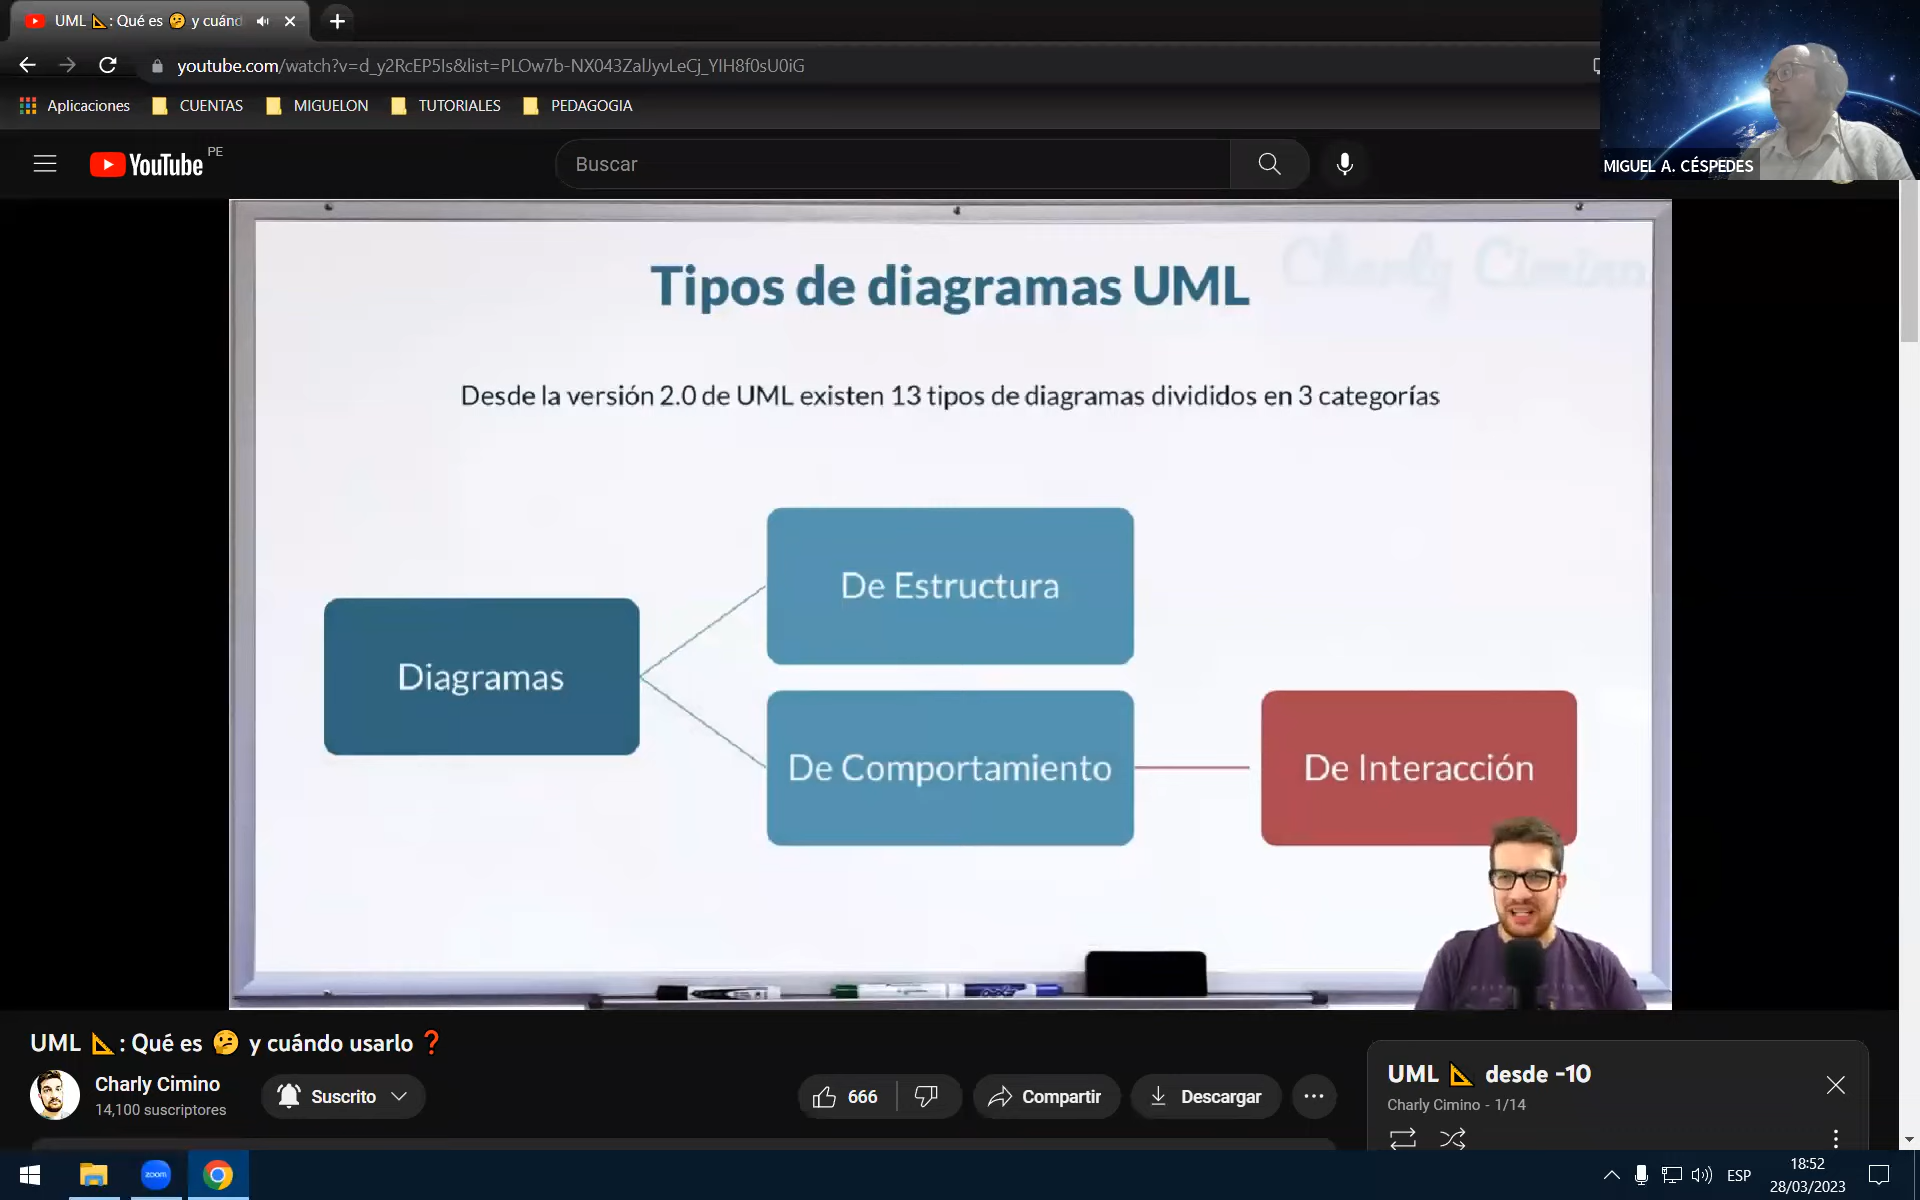 UML 📐: Qué es 🤔 y cuánd
youtube.com/watch?v=d_y2RcEP5Is&list=PLOw7b-NX043ZalJyvLeCj_YIH8f0sU0iG
Aplicaciones CUENTAS MIGUELON TUTORIALES PEDAGOGIA
MIGUEL A. CÉSPEDES
YouTube PE
Buscar
Charly Cimino
Tipos de diagramas UML
Desde la versión 2.0 de UML existen 13 tipos de diagramas divididos en 3 categorías
De Estructura
Diagramas
De Comportamiento
De Interacción
UML 📐: Qué es 🤔 y cuándo usarlo ❓
Charly Cimino
14,100 suscriptores
Suscrito
666
Compartir
Descargar
UML 📐 desde -10
Charly Cimino - 1/14
zoom
ESP
18:52
28/03/2023